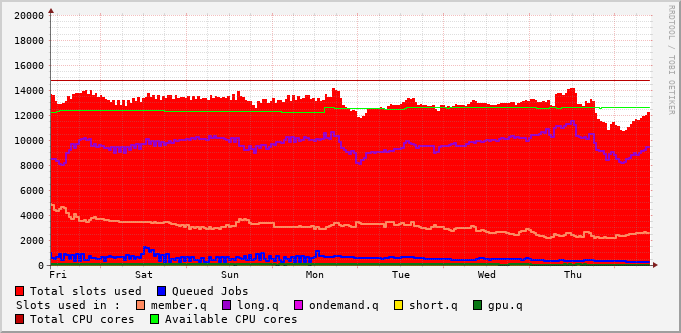 20000
18000
16000
14000
12000
10000
8000
6000
4000
2000
0
Fri Sat Sun Mon Tue Wed Thu
Total slots used Queued Jobs
Slots used in : member.q long.q ondemand.q short.q gpu.q
Total CPU cores Available CPU cores
RRDTOOL / TOBI OETIKER